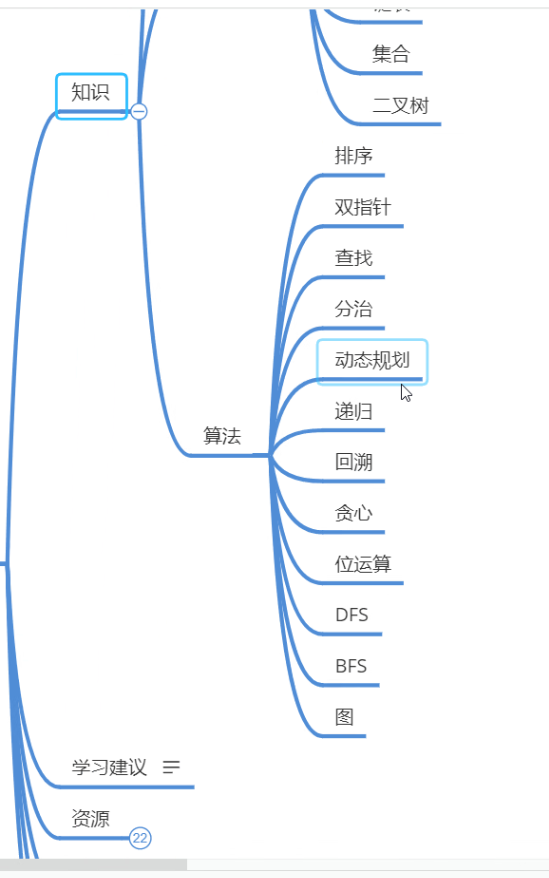 知识
集合
二叉树
排序
双指针
查找
分治
动态规划
递归
算法
回溯
贪心
位运算
DFS
BFS
图
学习建议
资源
22